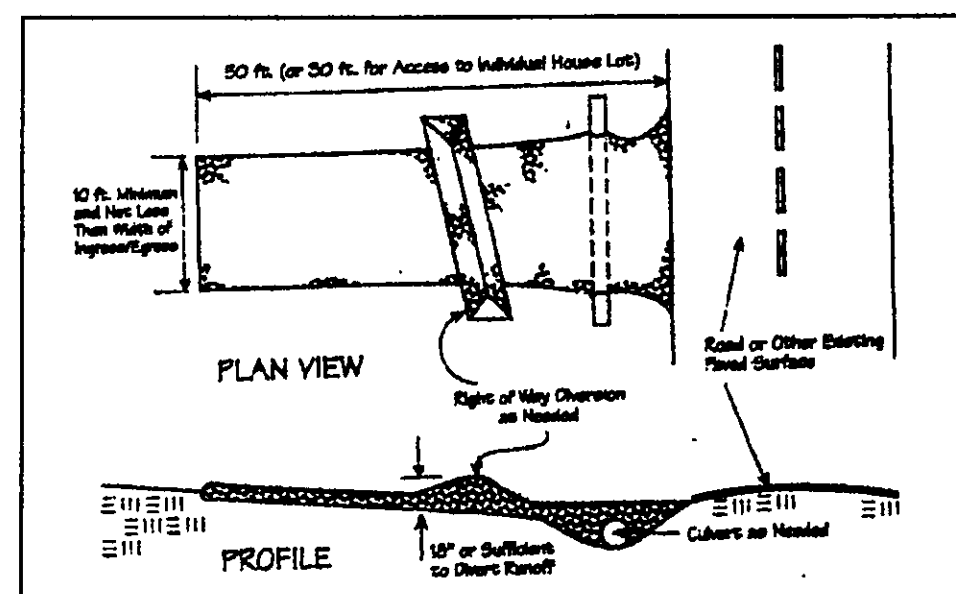 50 ft. (or 30 ft. for Access to Individual House Lot)
10 ft. Minimum
and Not Less
Than Width of
Ingress/Egress
PLAN VIEW
Road or Other Existing
Paved Surface
Right of Way Diversion
as Needed
Culvert as Needed
18" or Sufficient
to Divert Runoff
PROFILE